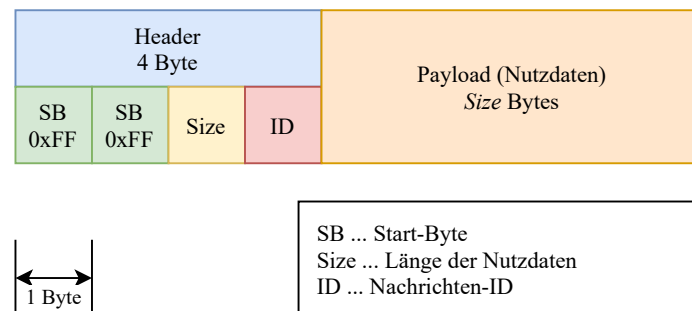 Header
4 Byte
Payload (Nutzdaten)
Size Bytes
SB
0xFF
SB
0xFF
Size
ID
SB ... Start-Byte
Size ... Länge der Nutzdaten
ID ... Nachrichten-ID
1 Byte